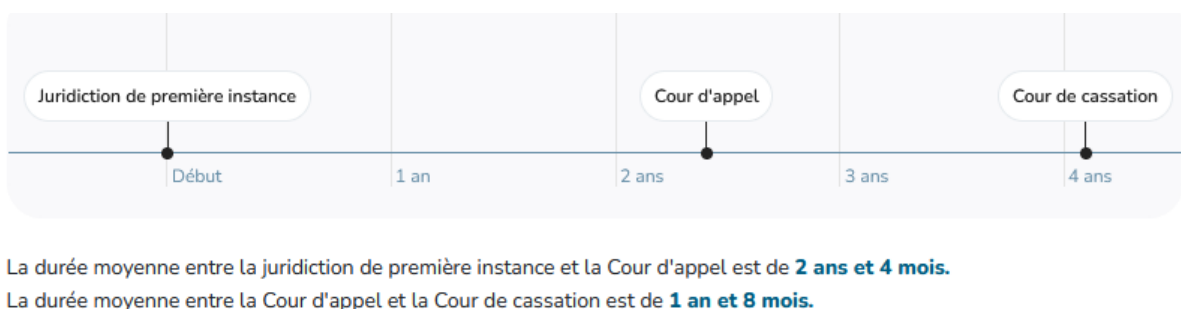 Juridiction de première instance
Cour d'appel
Cour de cassation
Début
1 an
2 ans
3 ans
4 ans
La durée moyenne entre la juridiction de première instance et la Cour d'appel est de 2 ans et 4 mois.
La durée moyenne entre la Cour d'appel et la Cour de cassation est de 1 an et 8 mois.